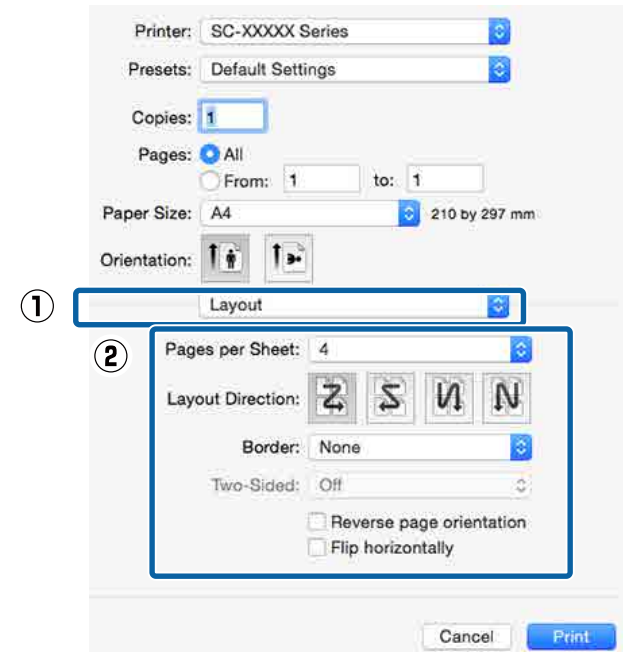 Printer: SC-XXXXX Series
Presets: Default Settings
Copies: 1
Pages: All
From: 1 to: 1
Paper Size: A4 210 by 297 mm
Orientation:
① Layout
② Pages per Sheet: 4
Layout Direction:
Border: None
Two-Sided: Off
Reverse page orientation
Flip horizontally
Cancel Print